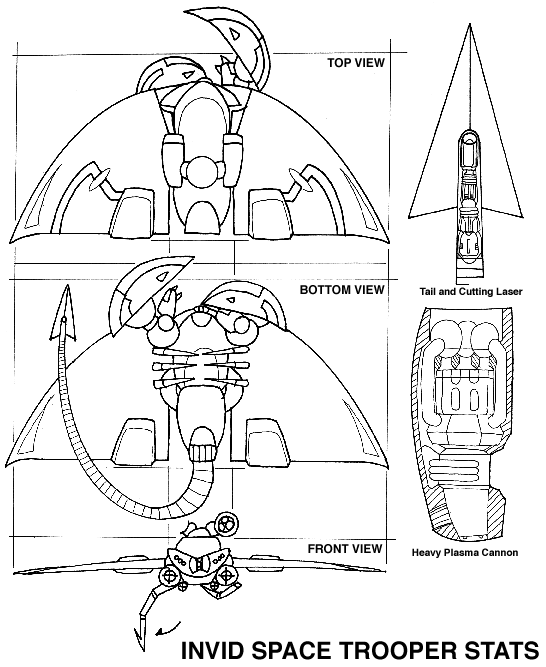 TOP VIEW
Tail and Cutting Laser
BOTTOM VIEW
FRONT VIEW
Heavy Plasma Cannon
INVID SPACE TROOPER STATS